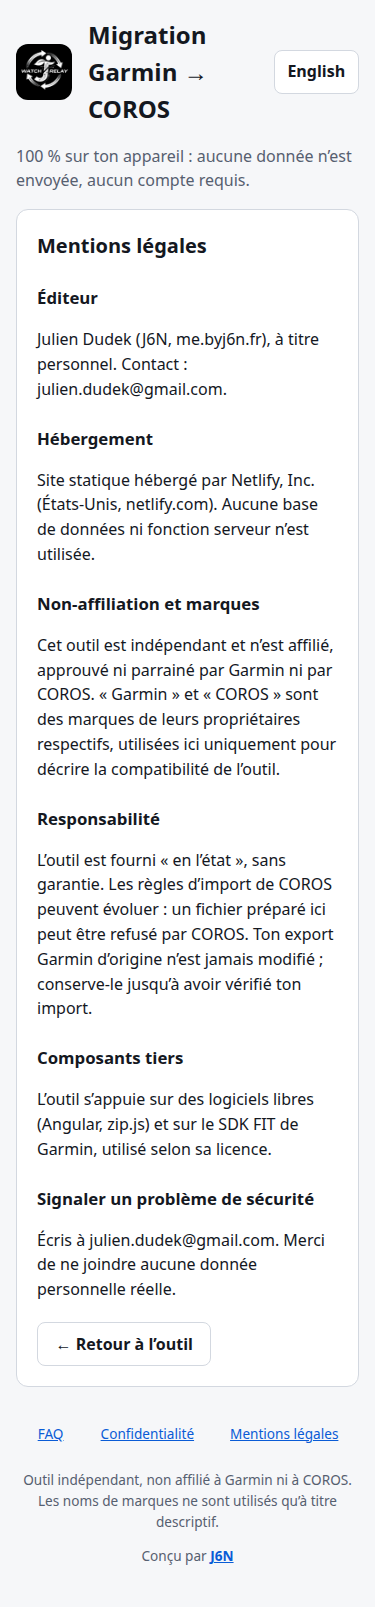 WATCH RELAY
Migration
Garmin →
COROS
English
100 % sur ton appareil : aucune donnée n’est
envoyée, aucun compte requis.
Mentions légales
Éditeur
Julien Dudek (J6N, me.byj6n.fr), à titre
personnel. Contact :
julien.dudek@gmail.com.
Hébergement
Site statique hébergé par Netlify, Inc.
(États-Unis, netlify.com). Aucune base
de données ni fonction serveur n’est
utilisée.
Non-affiliation et marques
Cet outil est indépendant et n’est affilié,
approuvé ni parrainé par Garmin ni par
COROS. « Garmin » et « COROS » sont
des marques de leurs propriétaires
respectifs, utilisées ici uniquement pour
décrire la compatibilité de l’outil.
Responsabilité
L’outil est fourni « en l’état », sans
garantie. Les règles d’import de COROS
peuvent évoluer : un fichier préparé ici
peut être refusé par COROS. Ton export
Garmin d’origine n’est jamais modifié ;
conserve-le jusqu’à avoir vérifié ton
import.
Composants tiers
L’outil s’appuie sur des logiciels libres
(Angular, zip.js) et sur le SDK FIT de
Garmin, utilisé selon sa licence.
Signaler un problème de sécurité
Écris à julien.dudek@gmail.com. Merci
de ne joindre aucune donnée
personnelle réelle.
← Retour à l’outil
FAQ Confidentialité Mentions légales
Outil indépendant, non affilié à Garmin ni à COROS.
Les noms de marques ne sont utilisés qu’à titre
descriptif.
Conçu par J6N